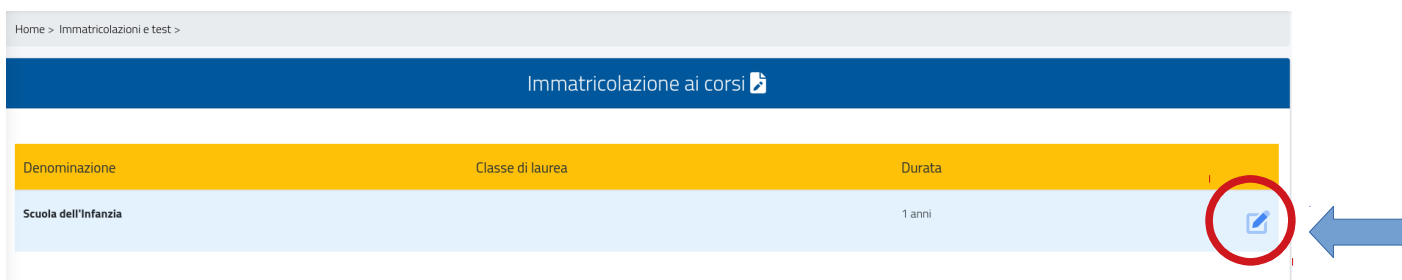 Home > Immatricolazioni e test >
Immatricolazione ai corsi
Denominazione Classe di laurea Durata
Scuola dell'Infanzia 1 anni